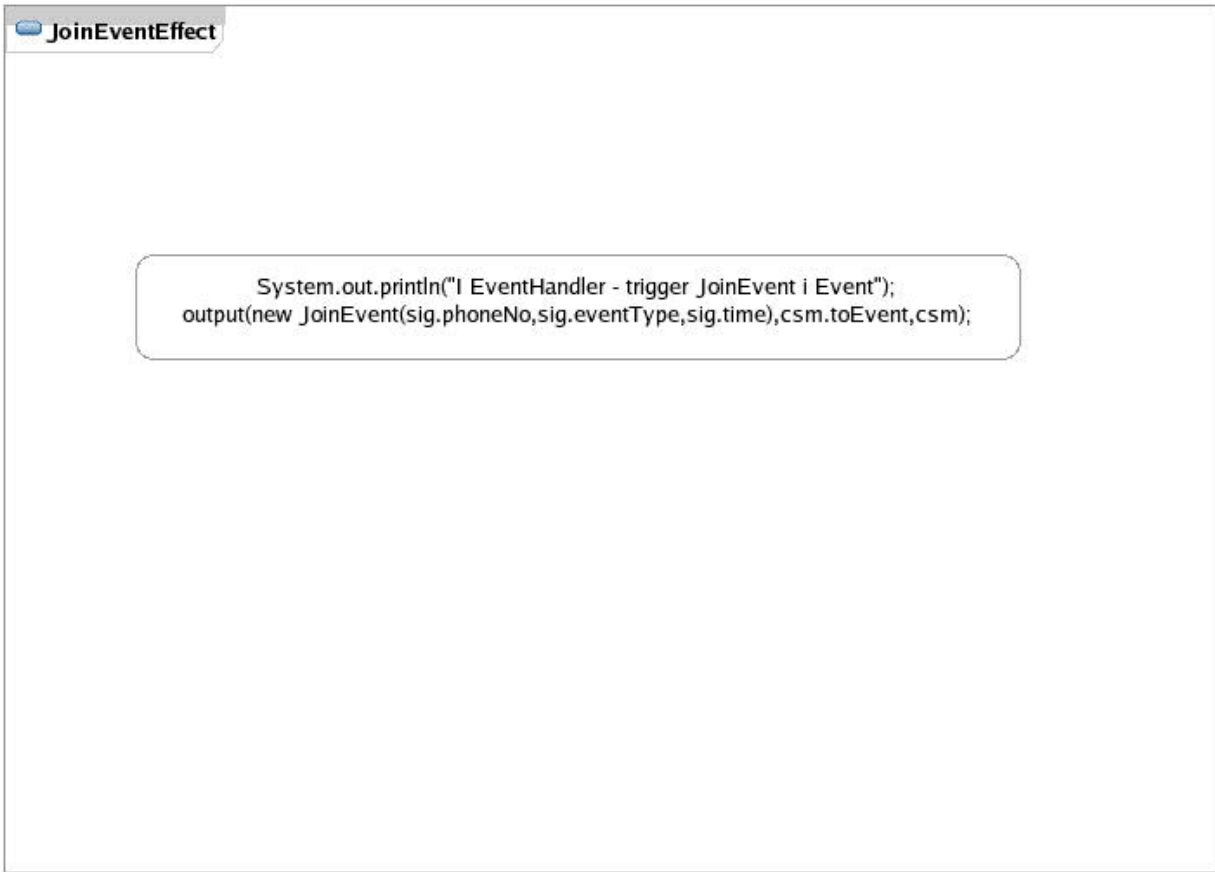 JoinEventEffect
System.out.println("I EventHandler - trigger JoinEvent i Event");
output(new JoinEvent(sig.phoneNo,sig.eventType,sig.time),csm.toEvent,csm);